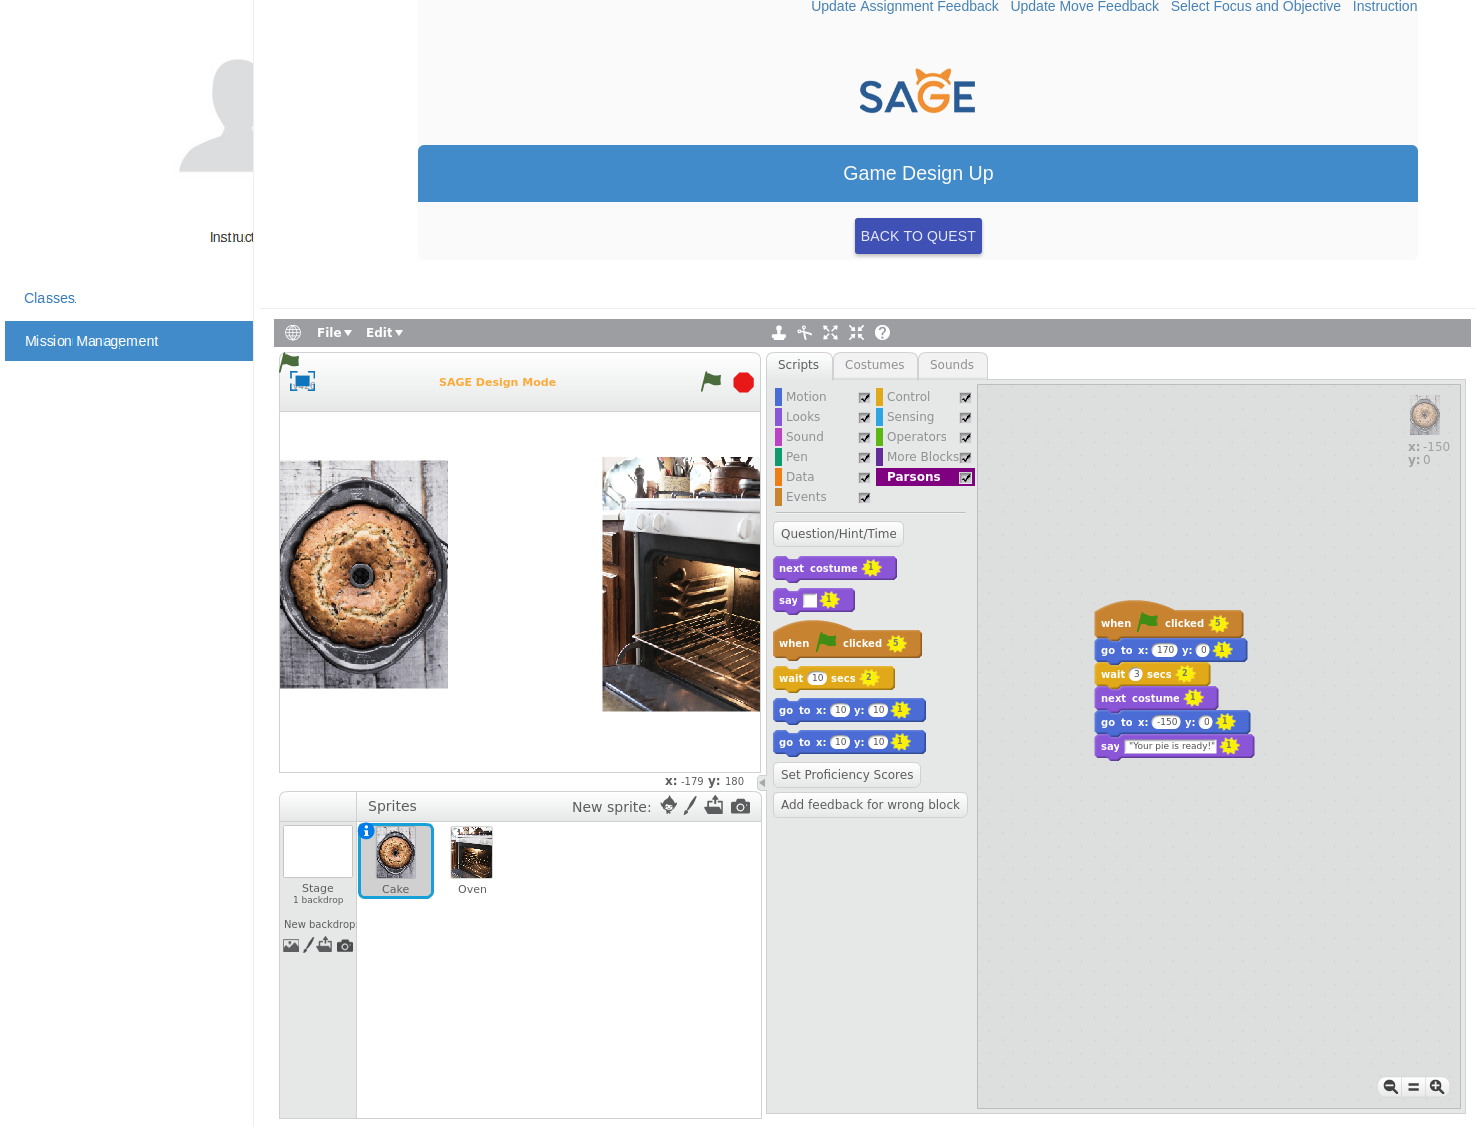 Update Assignment Feedback Update Move Feedback Select Focus and Objective Instruction
SAGE
Game Design Up
BACK TO QUEST
Instruct
Classes
Mission Management
File Edit
SAGE Design Mode
x: -179 y: 180
Sprites New sprite:
Stage
1 backdrop
New backdrop
Cake Oven
Scripts Costumes Sounds
Motion Control
Looks Sensing
Sound Operators
Pen More Blocks
Data Parsons
Events
Question/Hint/Time
next costume 1
say 1
when clicked 5
wait 10 secs 2
go to x: 10 y: 10 1
go to x: 10 y: 10 1
Set Proficiency Scores
Add feedback for wrong block
x: -150
y: 0
when clicked 5
go to x: 170 y: 0 1
wait 3 secs 2
next costume 1
go to x: -150 y: 0 1
say "Your pie is ready!" 1